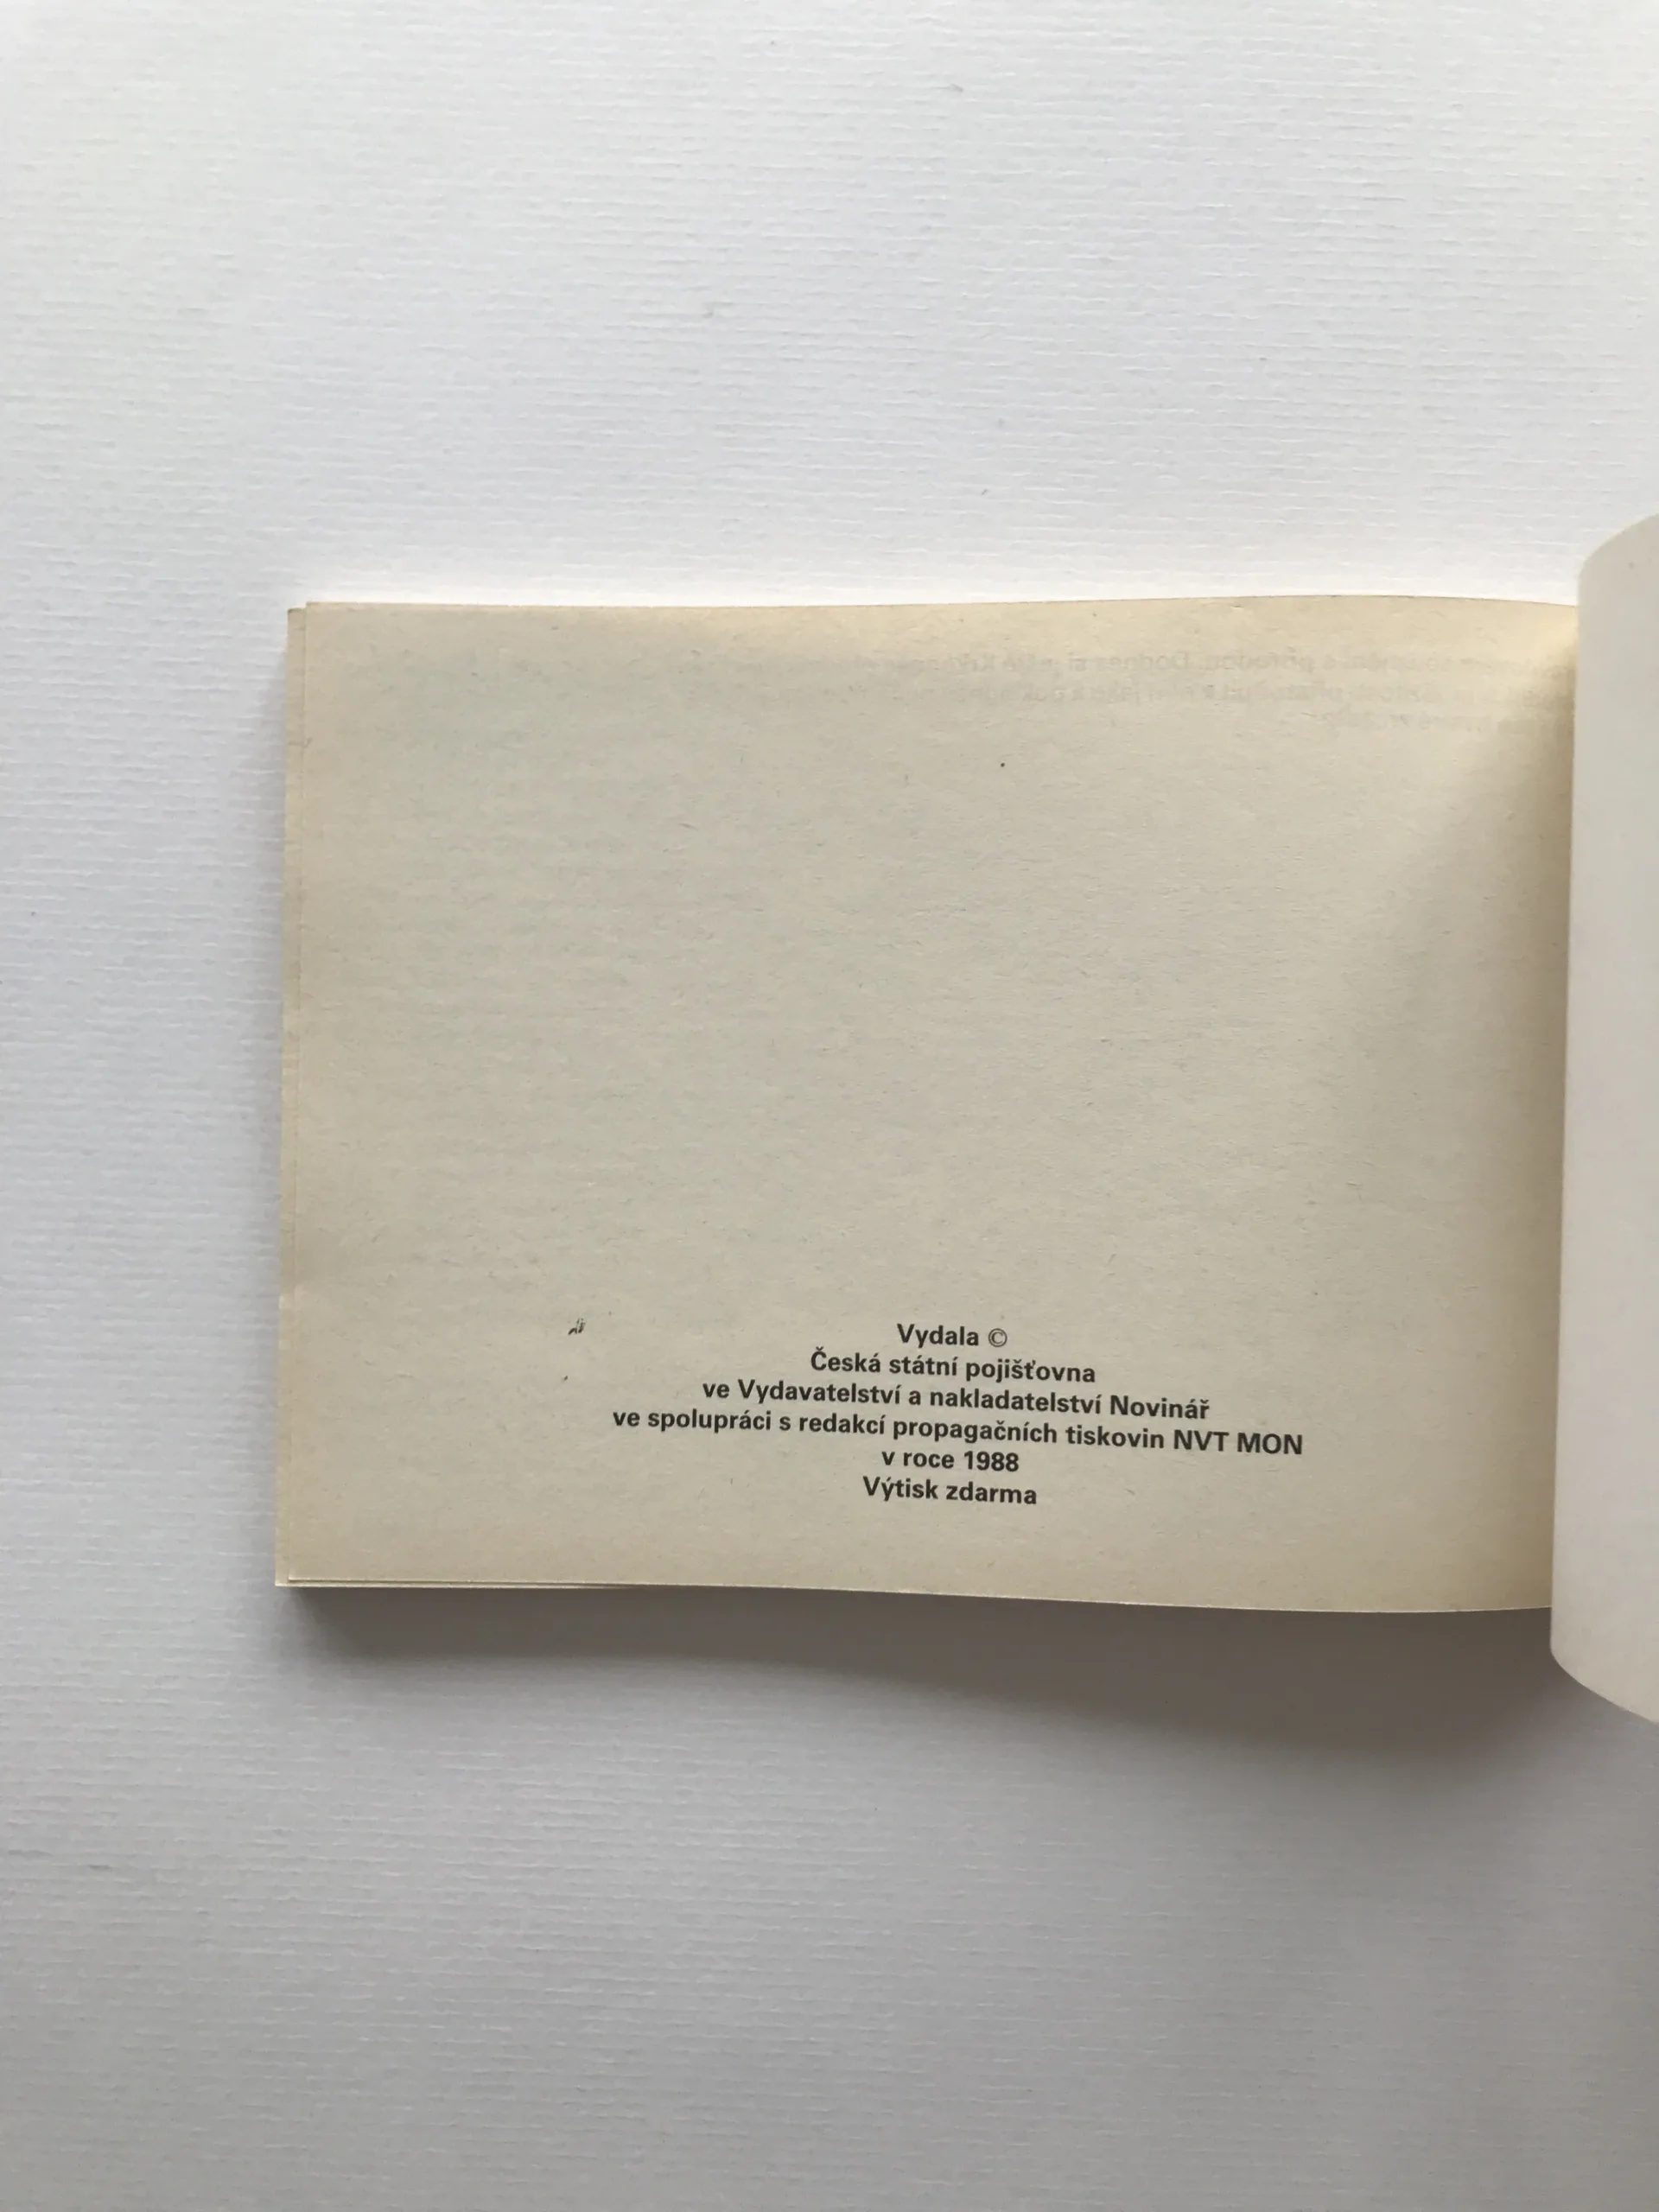 Vydala ©
Česká státní pojišťovna
ve Vydavatelství a nakladatelství Novinář
ve spolupráci s redakcí propagačních tiskovin NVT MON
v roce 1988
Výtisk zdarma